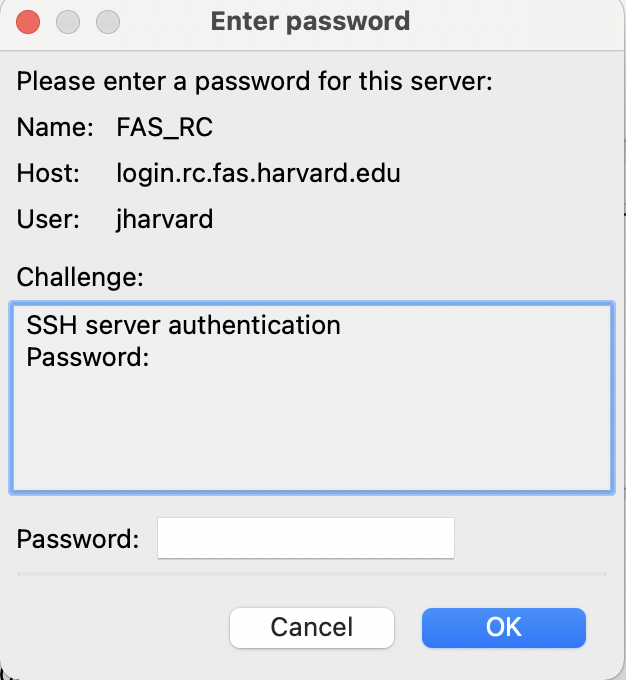 Enter password
Please enter a password for this server:
Name: FAS_RC
Host: login.rc.fas.harvard.edu
User: jharvard
Challenge:
SSH server authentication
Password:
Password:
Cancel OK